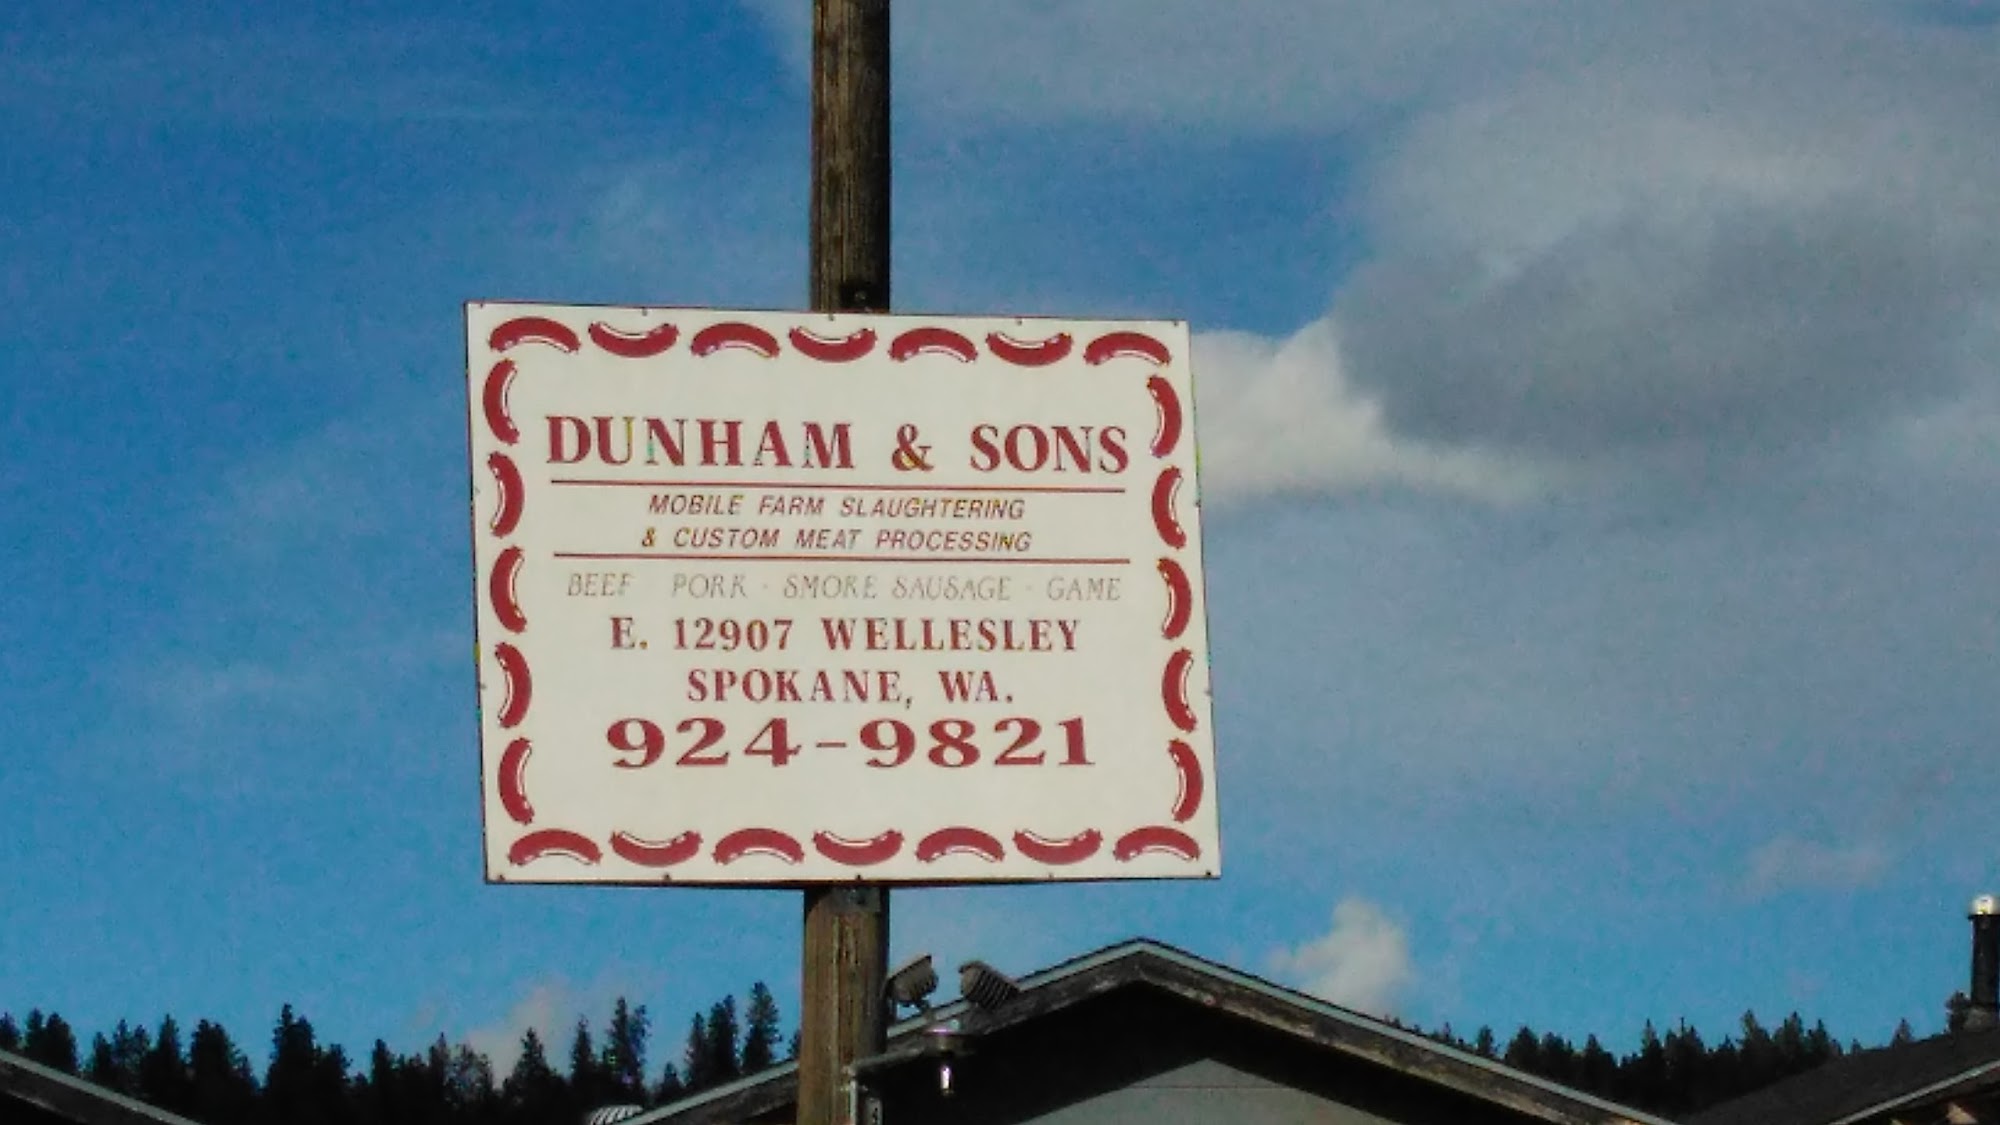 DUNHAM & SONS
MOBILE FARM SLAUGHTERING
& CUSTOM MEAT PROCESSING
BEEF PORK · SMOKE SAUSAGE · GAME
E. 12907 WELLESLEY
SPOKANE, WA.
924-9821